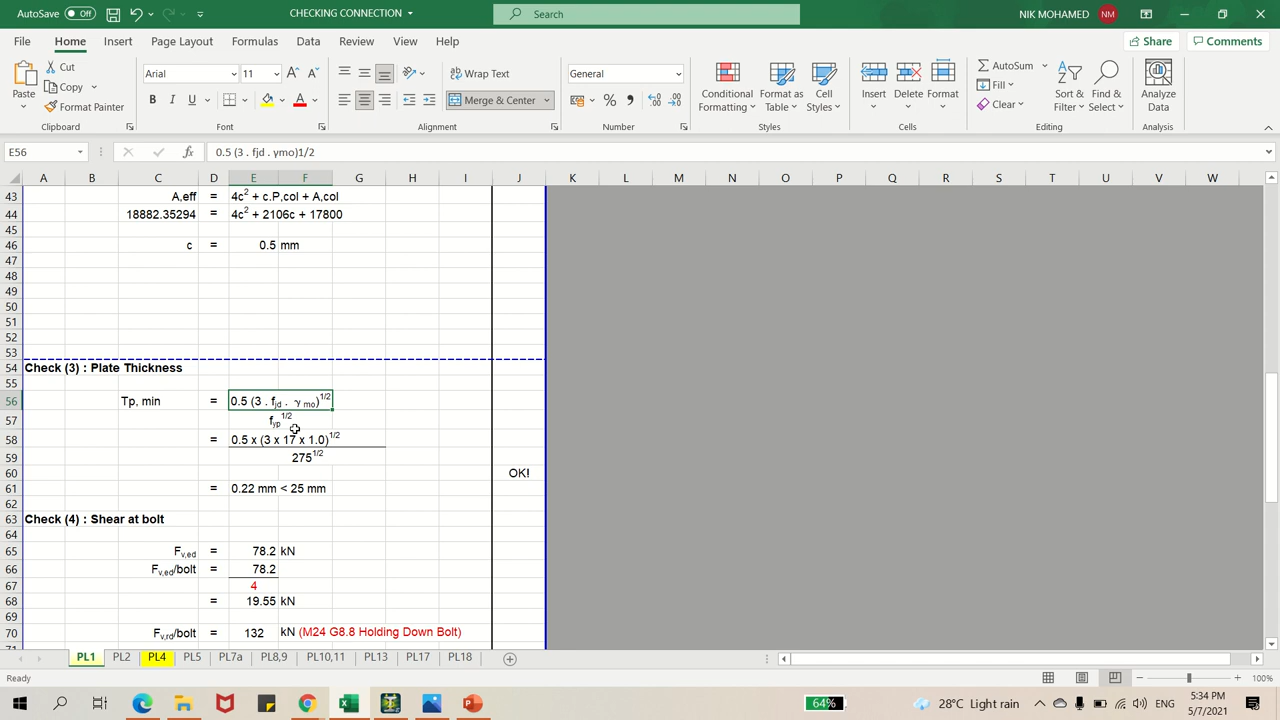 AutoSave Off CHECKING CONNECTION Search NIK MOHAMED NM
File Home Insert Page Layout Formulas Data Review View Help Share Comments
Paste Cut Copy Format Painter Clipboard
Arial 11 B I U A Font
Wrap Text Merge & Center Alignment
General % Number
Conditional Formatting Format as Table Cell Styles Styles
Insert Delete Format Cells
AutoSum Fill Clear Sort & Filter Find & Select Editing
Analyze Data Analysis
E56 fx 0.5 (3 . fjd . ymo)1/2
A B C D E F G H I J K L M N O P Q R S T U V W
43 A,eff = 4c² + c.P,col + A,col
44 18882.35294 = 4c² + 2106c + 17800
45
46 c = 0.5 mm
47
48
49
50
51
52
53
54 Check (3) : Plate Thickness
55
56 Tp, min = 0.5 (3 . fjd . γ mo)1/2
57 fyp1/2
58 = 0.5 x (3 x 17 x 1.0)1/2
59 2751/2
60 OK!
61 = 0.22 mm < 25 mm
62
63 Check (4) : Shear at bolt
64
65 Fv,ed = 78.2 kN
66 Fv,ed/bolt = 78.2
67 4
68 = 19.55 kN
69
70 Fv,rd/bolt = 132 kN (M24 G8.8 Holding Down Bolt)
71
PL1 PL2 PL4 PL5 PL7a PL8,9 PL10,11 PL13 PL17 PL18
Ready 100%
64% 28°C Light rain 5:34 PM
5/7/2021